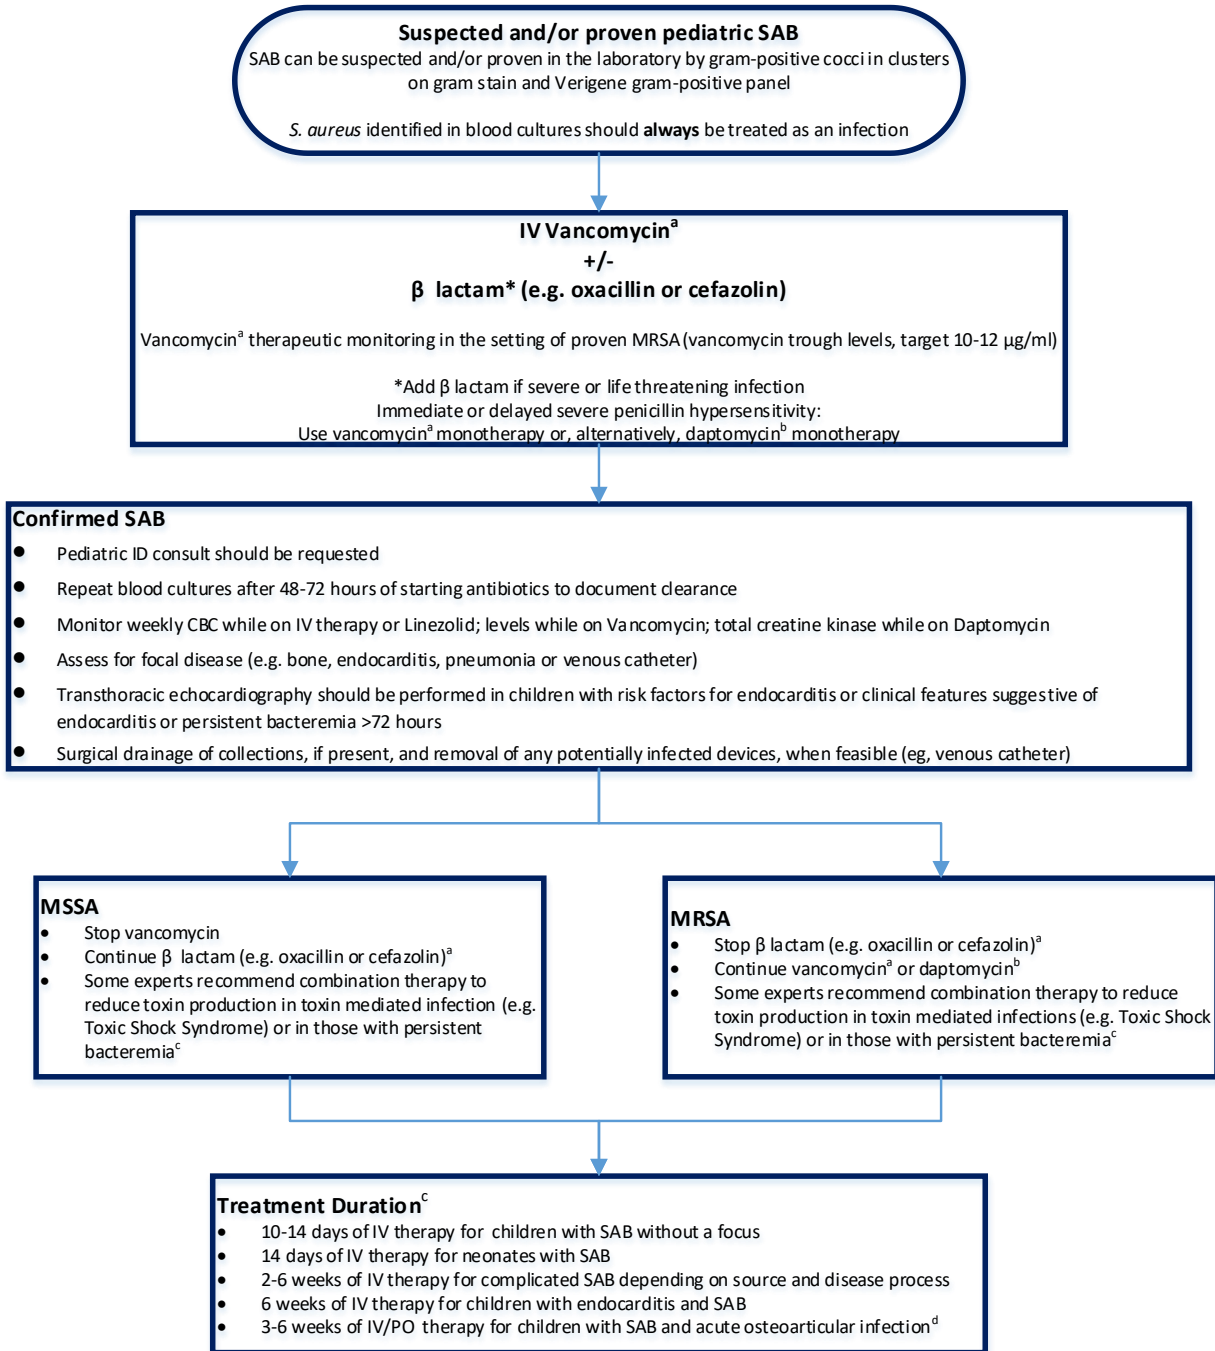 Suspected and/or proven pediatric SAB
SAB can be suspected and/or proven in the laboratory by gram-positive cocci in clusters
on gram stain and Verigene gram-positive panel
S. aureus identified in blood cultures should always be treated as an infection
IV Vancomycin^a
+/-
β lactam* (e.g. oxacillin or cefazolin)
Vancomycin^a therapeutic monitoring in the setting of proven MRSA (vancomycin trough levels, target 10-12 µg/ml)
*Add β lactam if severe or life threatening infection
Immediate or delayed severe penicillin hypersensitivity:
Use vancomycin^a monotherapy or, alternatively, daptomycin^b monotherapy
Confirmed SAB
● Pediatric ID consult should be requested
● Repeat blood cultures after 48-72 hours of starting antibiotics to document clearance
● Monitor weekly CBC while on IV therapy or Linezolid; levels while on Vancomycin; total creatine kinase while on Daptomycin
● Assess for focal disease (e.g. bone, endocarditis, pneumonia or venous catheter)
● Transthoracic echocardiography should be performed in children with risk factors for endocarditis or clinical features suggestive of
endocarditis or persistent bacteremia >72 hours
● Surgical drainage of collections, if present, and removal of any potentially infected devices, when feasible (eg, venous catheter)
MSSA
● Stop vancomycin
● Continue β lactam (e.g. oxacillin or cefazolin)^a
● Some experts recommend combination therapy to
reduce toxin production in toxin mediated infection (e.g.
Toxic Shock Syndrome) or in those with persistent
bacteremia^c
MRSA
● Stop β lactam (e.g. oxacillin or cefazolin)^a
● Continue vancomycin^a or daptomycin^b
● Some experts recommend combination therapy to reduce
toxin production in toxin mediated infections (e.g. Toxic Shock
Syndrome) or in those with persistent bacteremia^c
Treatment Duration^c
● 10-14 days of IV therapy for children with SAB without a focus
● 14 days of IV therapy for neonates with SAB
● 2-6 weeks of IV therapy for complicated SAB depending on source and disease process
● 6 weeks of IV therapy for children with endocarditis and SAB
● 3-6 weeks of IV/PO therapy for children with SAB and acute osteoarticular infection^d